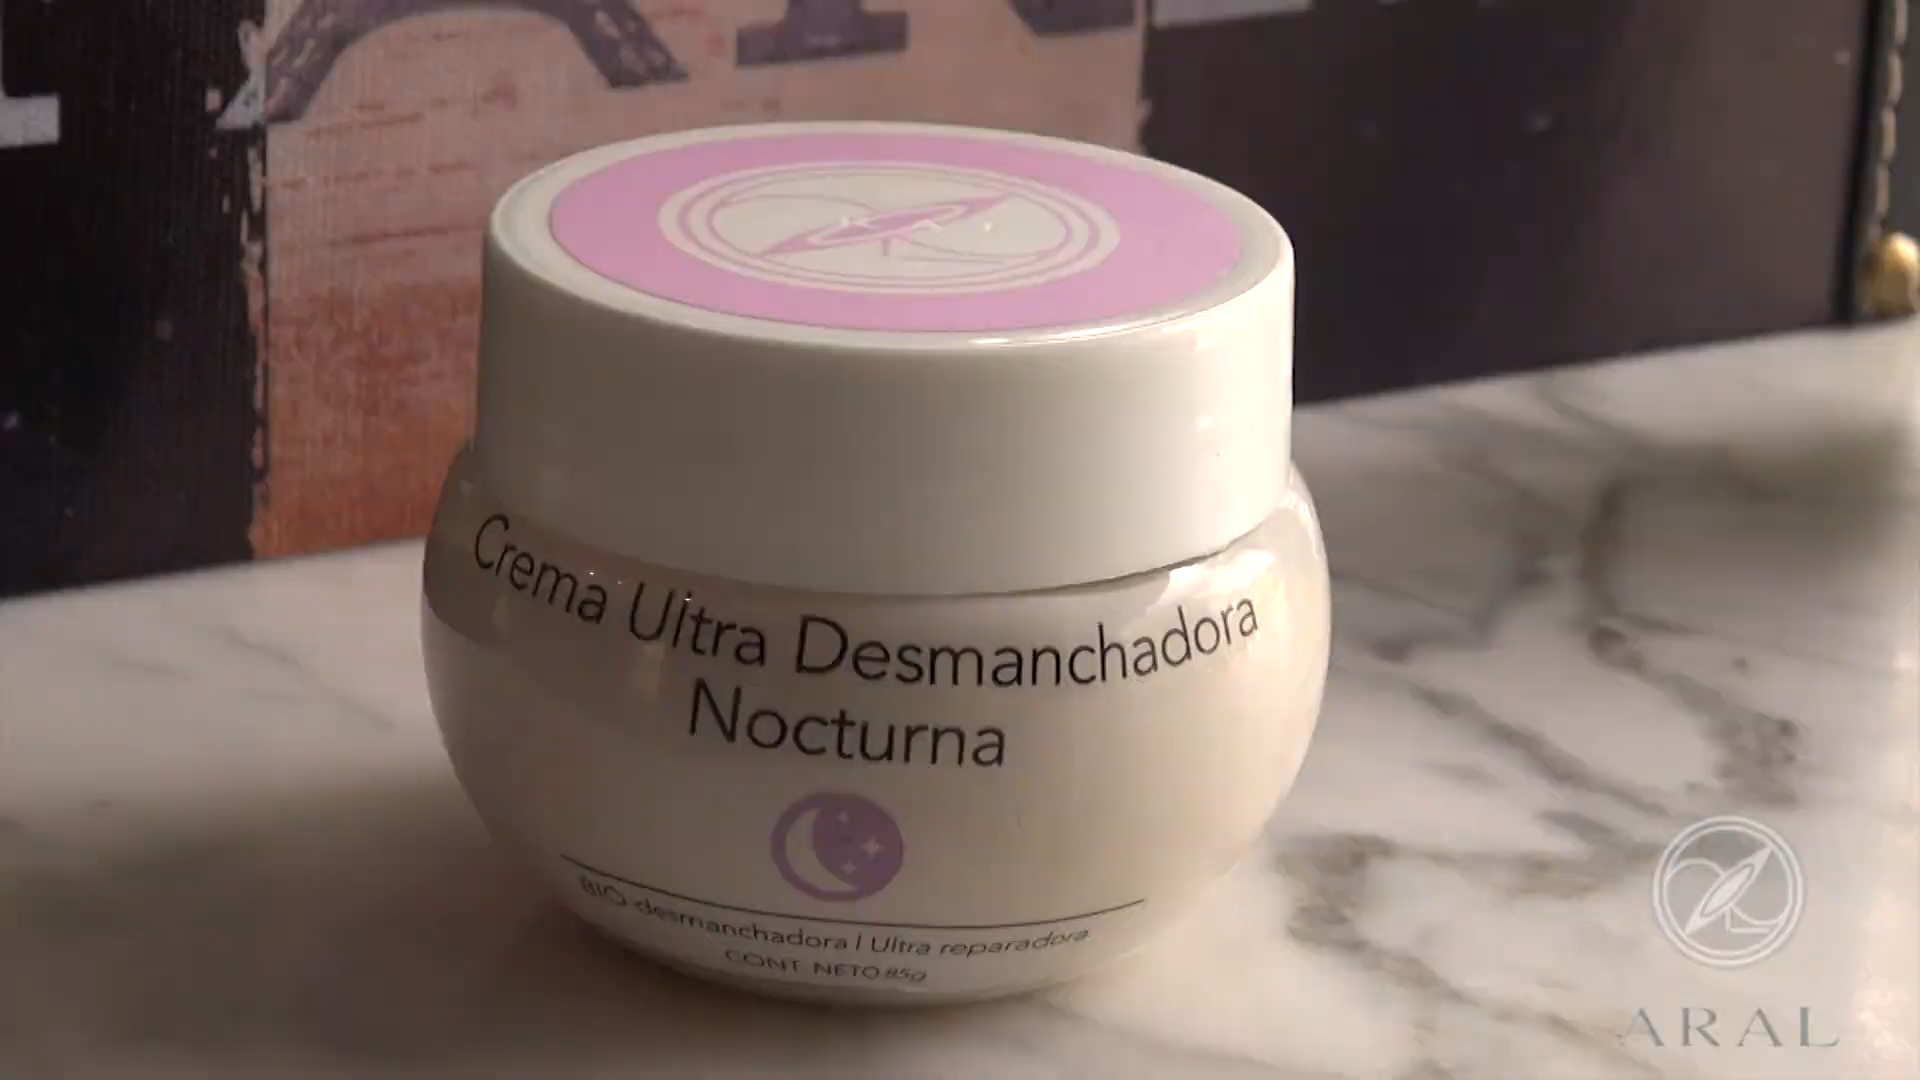 Crema Ultra Desmanchadora
Nocturna
BIO-desmanchadora | Ultra reparadora
CONT. NETO 85g
ARAL